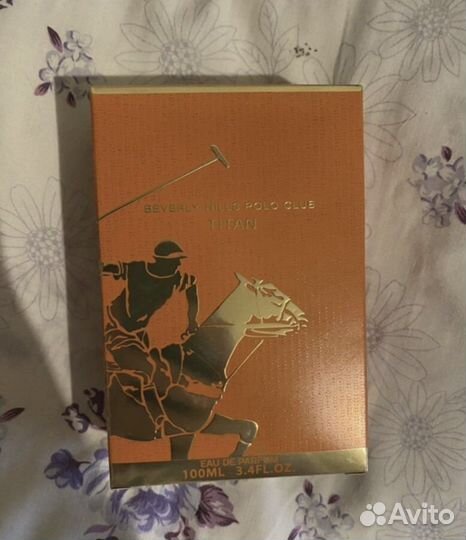 BEVERLY HILLS POLO CLUB
TITAN
EAU DE PARFUM
100ML 3.4FL.OZ.
Avito